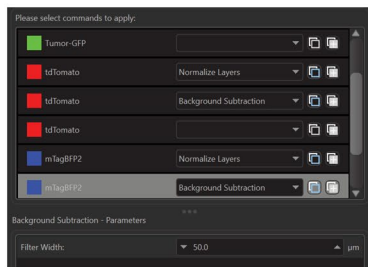 Please select commands to apply:
Tumor-GFP
tdTomato Normalize Layers
tdTomato Background Subtraction
tdTomato
mTagBFP2 Normalize Layers
mTagBFP2 Background Subtraction
Background Subtraction - Parameters
Filter Width: 50.0 µm